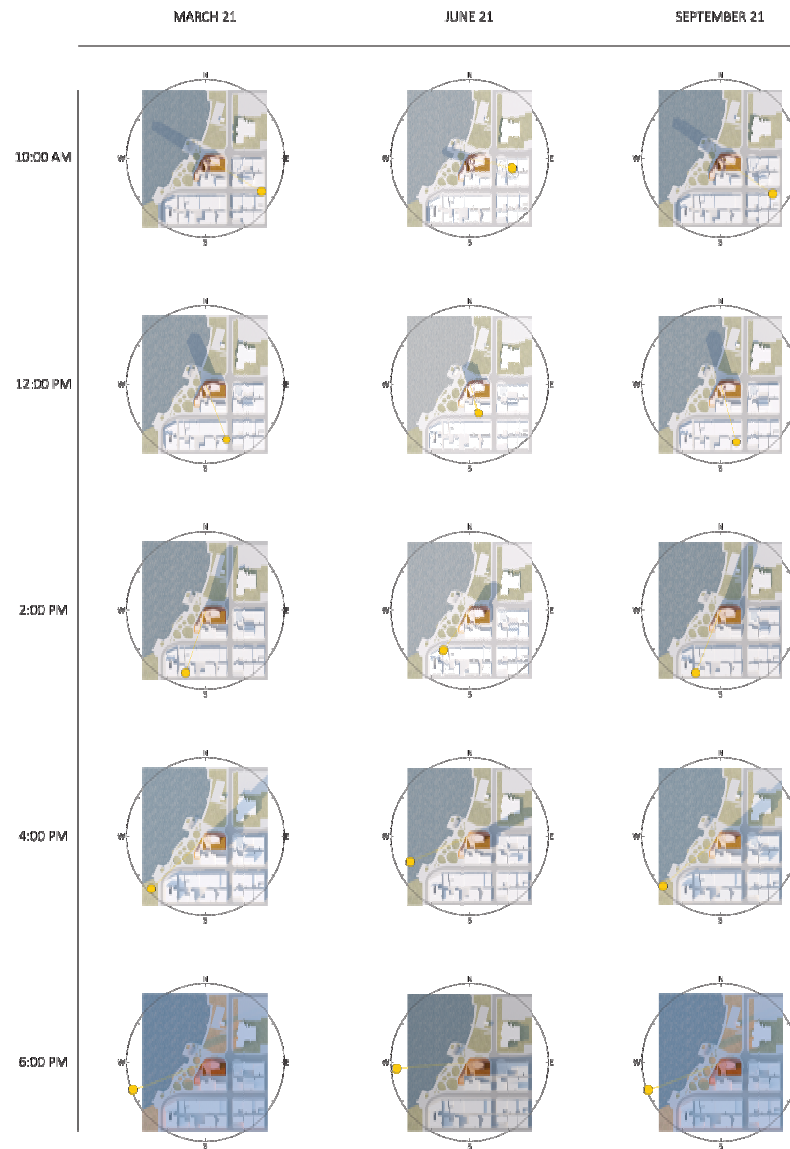 MARCH 21 JUNE 21 SEPTEMBER 21
N N N
10:00 AM W E W E W
S S S
N N N
12:00 PM W E W E W
S S S
N N N
2:00 PM W E W E W
S S S
N N N
4:00 PM W E W E W
S S S
N N N
6:00 PM W E W E W
S S S